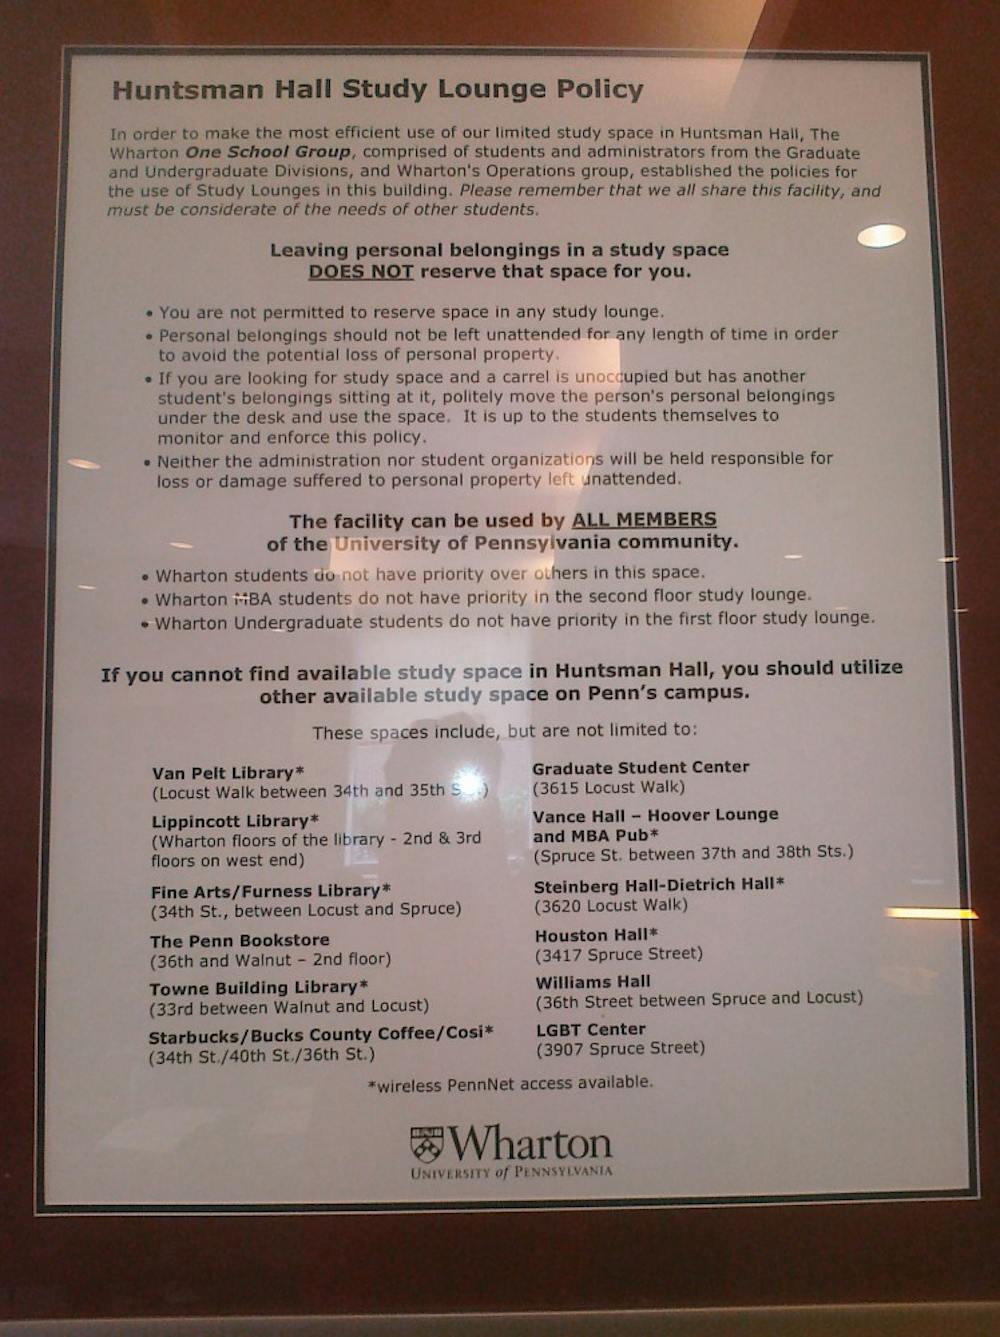 Huntsman Hall Study Lounge Policy
In order to make the most efficient use of our limited study space in Huntsman Hall, The
Wharton One School Group, comprised of students and administrators from the Graduate
and Undergraduate Divisions, and Wharton's Operations group, established the policies for
the use of Study Lounges in this building. Please remember that we all share this facility, and
must be considerate of the needs of other students.
Leaving personal belongings in a study space
DOES NOT reserve that space for you.
• You are not permitted to reserve space in any study lounge.
• Personal belongings should not be left unattended for any length of time in order
to avoid the potential loss of personal property.
• If you are looking for study space and a carrel is unoccupied but has another
student's belongings sitting at it, politely move the person's personal belongings
under the desk and use the space. It is up to the students themselves to
monitor and enforce this policy.
• Neither the administration nor student organizations will be held responsible for
loss or damage suffered to personal property left unattended.
The facility can be used by ALL MEMBERS
of the University of Pennsylvania community.
• Wharton students do not have priority over others in this space.
• Wharton MBA students do not have priority in the second floor study lounge.
• Wharton Undergraduate students do not have priority in the first floor study lounge.
If you cannot find available study space in Huntsman Hall, you should utilize
other available study space on Penn's campus.
These spaces include, but are not limited to:
Van Pelt Library*
(Locust Walk between 34th and 35th
Lippincott Library*
(Wharton floors of the library - 2nd & 3rd
floors on west end)
Fine Arts/Furness Library*
(34th St., between Locust and Spruce)
The Penn Bookstore
(36th and Walnut – 2nd floor)
Towne Building Library*
(33rd between Walnut and Locust)
Starbucks/Bucks County Coffee/Cosi*
(34th St./40th St./36th St.)
Graduate Student Center
(3615 Locust Walk)
Vance Hall – Hoover Lounge
and MBA Pub*
(Spruce St. between 37th and 38th Sts.)
Steinberg Hall-Dietrich Hall*
(3620 Locust Walk)
Houston Hall*
(3417 Spruce Street)
Williams Hall
(36th Street between Spruce and Locust)
LGBT Center
(3907 Spruce Street)
*wireless PennNet access available.
Wharton
UNIVERSITY of PENNSYLVANIA